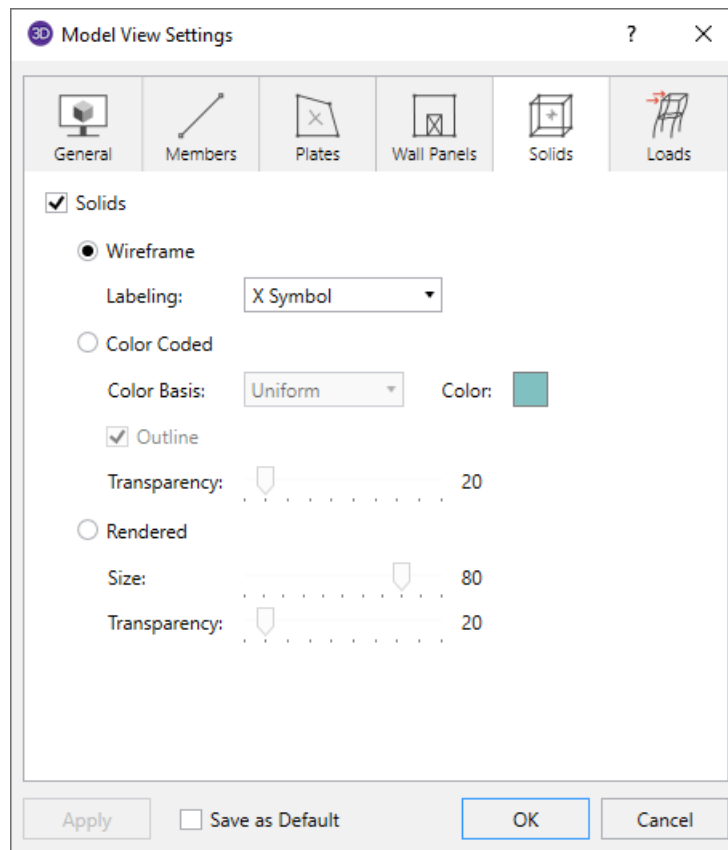 3D Model View Settings ? X
General Members Plates Wall Panels Solids Loads
Solids
Wireframe
Labeling: X Symbol
Color Coded
Color Basis: Uniform Color:
Outline
Transparency: 20
Rendered
Size: 80
Transparency: 20
Apply Save as Default OK Cancel